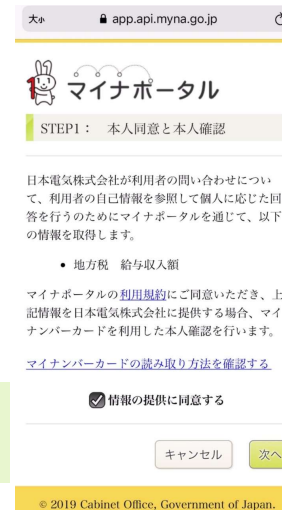 大小 app.api.myna.go.jp
マイナポータル
STEP1： 本人同意と本人確認
日本電気株式会社が利用者の問い合わせについ
て、利用者の自己情報を参照して個人に応じた回
答を行うのためにマイナポータルを通じて、以下
の情報を取得します。
• 地方税 給与収入額
マイナポータルの利用規約にご同意いただき、上
記情報を日本電気株式会社に提供する場合、マイ
ナンバーカードを利用した本人確認を行います。
マイナンバーカードの読み取り方法を確認する
情報の提供に同意する
キャンセル 次へ
© 2019 Cabinet Office, Government of Japan.